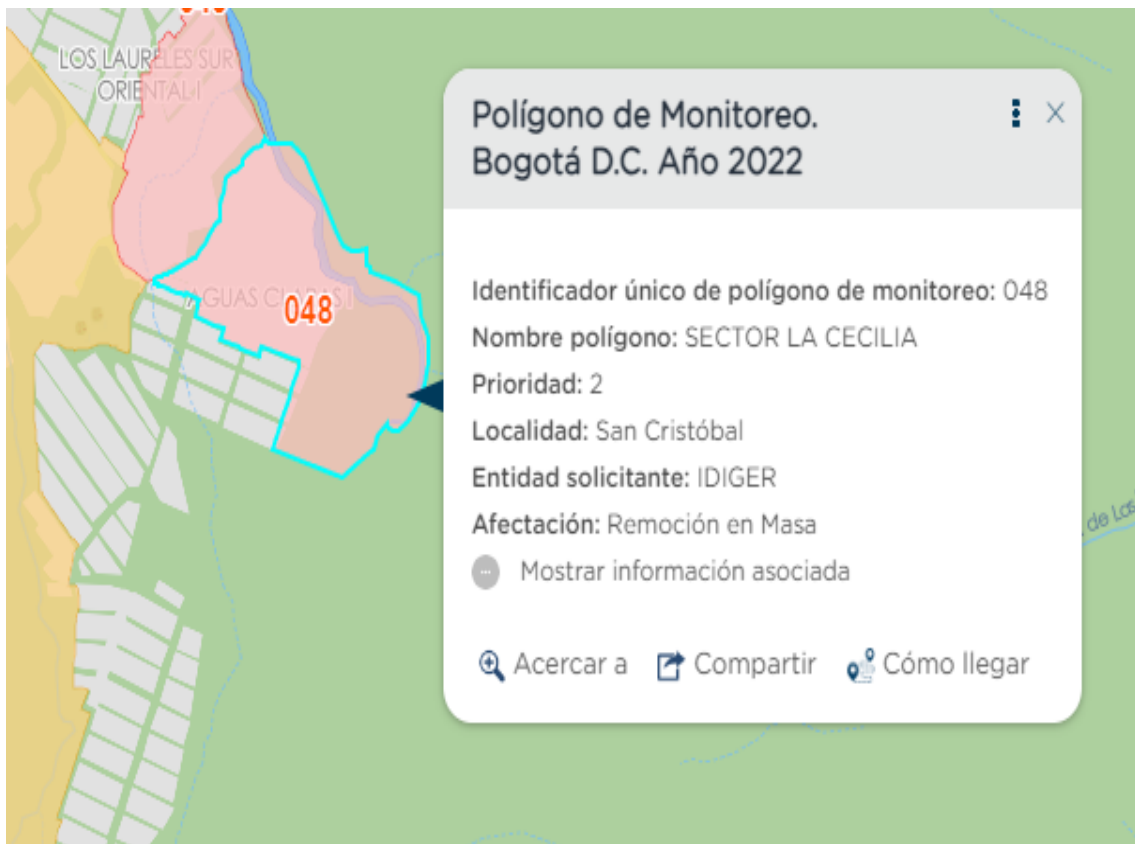 LOS LAURELES SUR
ORIENTAL I
AGUAS CLARAS I
048
Polígono de Monitoreo.
Bogotá D.C. Año 2022
Identificador único de polígono de monitoreo: 048
Nombre polígono: SECTOR LA CECILIA
Prioridad: 2
Localidad: San Cristóbal
Entidad solicitante: IDIGER
Afectación: Remoción en Masa
Mostrar información asociada
Acercar a Compartir Cómo llegar
de Los